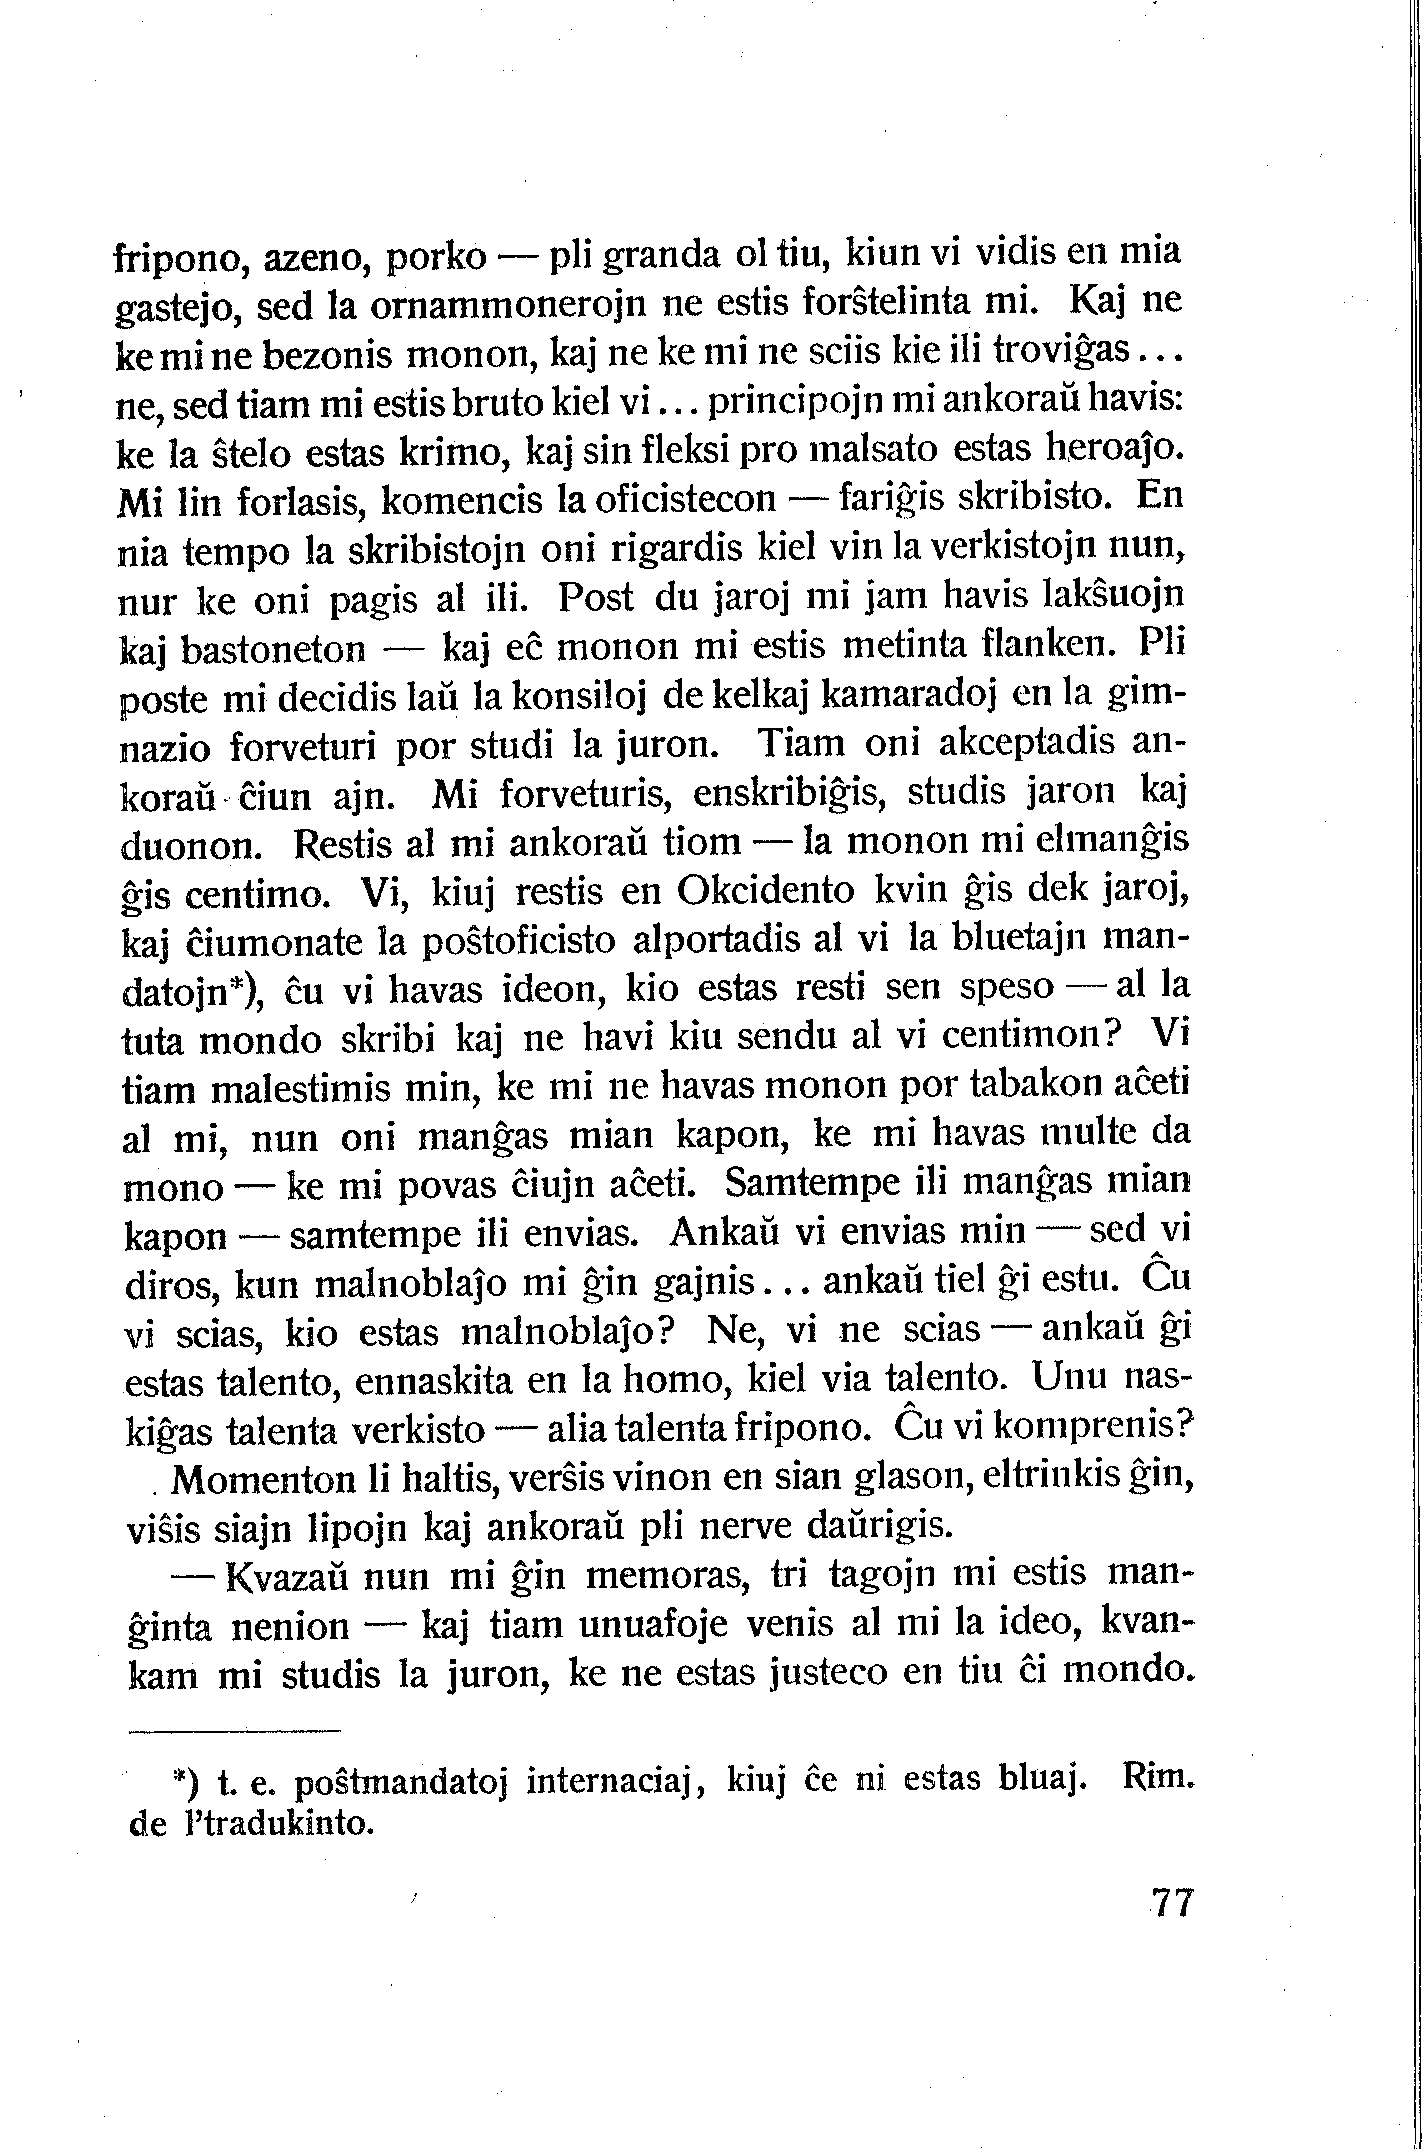 fripono, azeno, porko — pli granda ol tiu, kiun vi vidis en mia
gastejo, sed la ornammonerojn ne estis forŝtelinta mi. Kaj ne
ke mi ne bezonis monon, kaj ne ke mi ne sciis kie ili troviĝas...
ne, sed tiam mi estis bruto kiel vi... principojn mi ankoraŭ havis:
ke la ŝtelo estas krimo, kaj sin fleksi pro malsato estas heroaĵo.
Mi lin forlasis, komencis la oficistecon — fariĝis skribisto. En
nia tempo la skribistojn oni rigardis kiel vin la verkistojn nun,
nur ke oni pagis al ili. Post du jaroj mi jam havis lakŝuojn
kaj bastoneton — kaj eĉ monon mi estis metinta flanken. Pli
poste mi decidis laŭ la konsiloj de kelkaj kamaradoj en la gim-
nazio forveturi por studi la juron. Tiam oni akceptadis an-
koraŭ ĉiun ajn. Mi forveturis, enskribiĝis, studis jaron kaj
duonon. Restis al mi ankoraŭ tiom — la monon mi elmanĝis
ĝis centimo. Vi, kiuj restis en Okcidento kvin ĝis dek jaroj,
kaj ĉiumonate la poŝtoficisto alportadis al vi la bluetajn man-
datojn*), ĉu vi havas ideon, kio estas resti sen speso — al la
tuta mondo skribi kaj ne havi kiu sendu al vi centimon? Vi
tiam malestimis min, ke mi ne havas monon por tabakon aĉeti
al mi, nun oni manĝas mian kapon, ke mi havas multe da
mono — ke mi povas ĉiujn aĉeti. Samtempe ili manĝas mian
kapon — samtempe ili envias. Ankaŭ vi envias min — sed vi
diros, kun malnoblaĵo mi ĝin gajnis... ankaŭ tiel ĝi estu. Ĉu
vi scias, kio estas malnoblaĵo? Ne, vi ne scias — ankaŭ ĝi
estas talento, ennaskita en la homo, kiel via talento. Unu nas-
kiĝas talenta verkisto — alia talenta fripono. Ĉu vi komprenis?
Momenton li haltis, verŝis vinon en sian glason, eltrinkis ĝin,
viŝis siajn lipojn kaj ankoraŭ pli nerve daŭrigis.
— Kvazaŭ nun mi ĝin memoras, tri tagojn mi estis man-
ĝinta nenion — kaj tiam unuafoje venis al mi la ideo, kvan-
kam mi studis la juron, ke ne estas justeco en tiu ĉi mondo.
*) t. e. poŝtmandatoj internaciaj, kiuj ĉe ni estas bluaj. Rim.
de l'tradukinto.
77